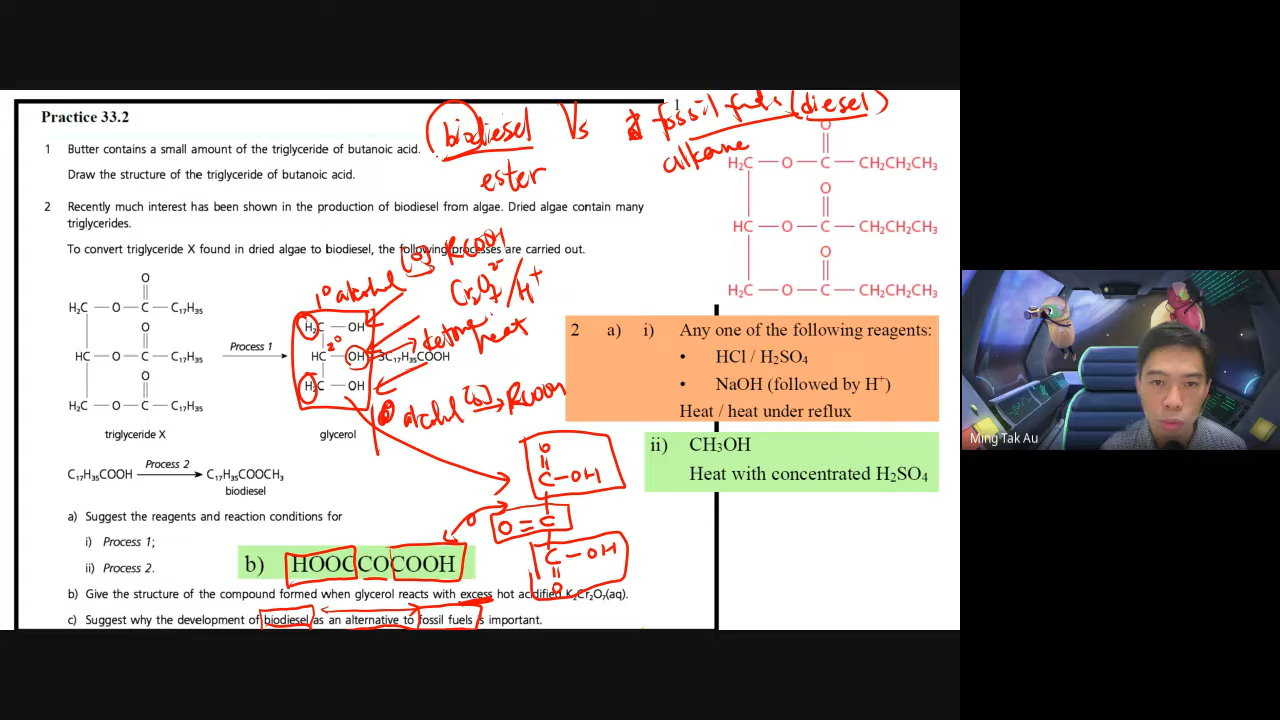 Practice 33.2
1 Butter contains a small amount of the triglyceride of butanoic acid.
Draw the structure of the triglyceride of butanoic acid.
2 Recently much interest has been shown in the production of biodiesel from algae. Dried algae contain many
triglycerides.
To convert triglyceride X found in dried algae to biodiesel, the following processes are carried out.
O
H₂C — O — C — C₁₇H₃₅
O
HC — O — C — C₁₇H₃₅
O
H₂C — O — C — C₁₇H₃₅
triglyceride X
Process 1
H₂C — OH
HC — OH
H₂C — OH
glycerol
3C₁₇H₃₅COOH
C₁₇H₃₅COOH
Process 2
C₁₇H₃₅COOCH₃
biodiesel
a) Suggest the reagents and reaction conditions for
i) Process 1;
ii) Process 2.
b) HOOCCOCOOH
b) Give the structure of the compound formed when glycerol reacts with excess hot acidified K₂Cr₂O₇(aq).
c) Suggest why the development of biodiesel as an alternative to fossil fuels is important.
biodiesel Vs fossil fuels (diesel)
ester
alkane
1° alcohol [O] RCOOH
Cr₂O₇²⁻/H⁺
heat
2°
ketone
alcohol [O] → RCOOH
O
C — OH
O = C
C — OH
O
1
O
H₂C — O — C — CH₂CH₂CH₃
O
HC — O — C — CH₂CH₂CH₃
O
H₂C — O — C — CH₂CH₂CH₃
2 a) i) Any one of the following reagents:
• HCl / H₂SO₄
• NaOH (followed by H⁺)
Heat / heat under reflux
ii) CH₃OH
Heat with concentrated H₂SO₄
Ming Tak Au